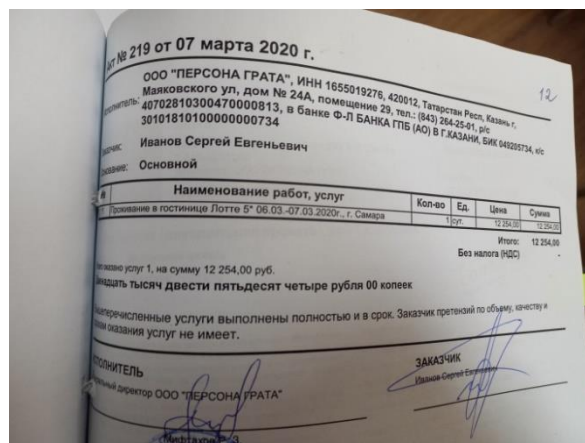 Акт № 219 от 07 марта 2020 г.
12
ООО "ПЕРСОНА ГРАТА", ИНН 1655019276, 420012, Татарстан Респ, Казань г,
Маяковского ул, дом № 24А, помещение 29, тел.: (843) 264-25-01, р/с
40702810300470000813, в банке Ф-Л БАНКА ГПБ (АО) В Г.КАЗАНИ, БИК 049205734, к/с
30101810100000000734
Иванов Сергей Евгеньевич
Основной
Наименование работ, услуг Кол-во Ед. Цена Сумма
Проживание в гостинице Лотте 5* 06.03.-07.03.2020г., г. Самара 1 сут. 12 254,00 12 254,00
Итого: 12 254,00
Без налога (НДС) -
оказано услуг 1, на сумму 12 254,00 руб.
тысяч двести пятьдесят четыре рубля 00 копеек
услуги выполнены полностью и в срок. Заказчик претензий по объему, качеству и
оказания услуг не имеет.
ЗАКАЗЧИК
Иванов Сергей
директор ООО "ПЕРСОНА ГРАТА"